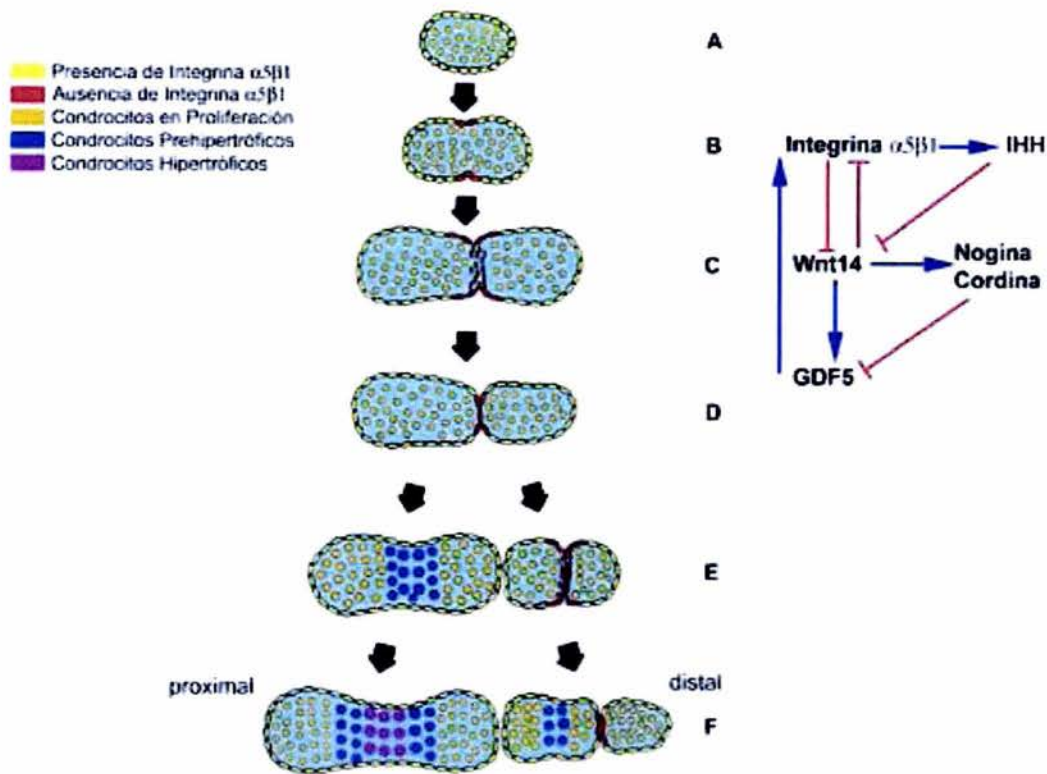 Presencia de Integrina α5β1
Ausencia de Integrina α5β1
Condrocitos en Proliferación
Condrocitos Prehipertróficos
Condrocitos Hipertróficos
A
B
C
D
E
F
Integrina α5β1
IHH
Wnt14
Nogina
Cordina
GDF5
proximal
distal